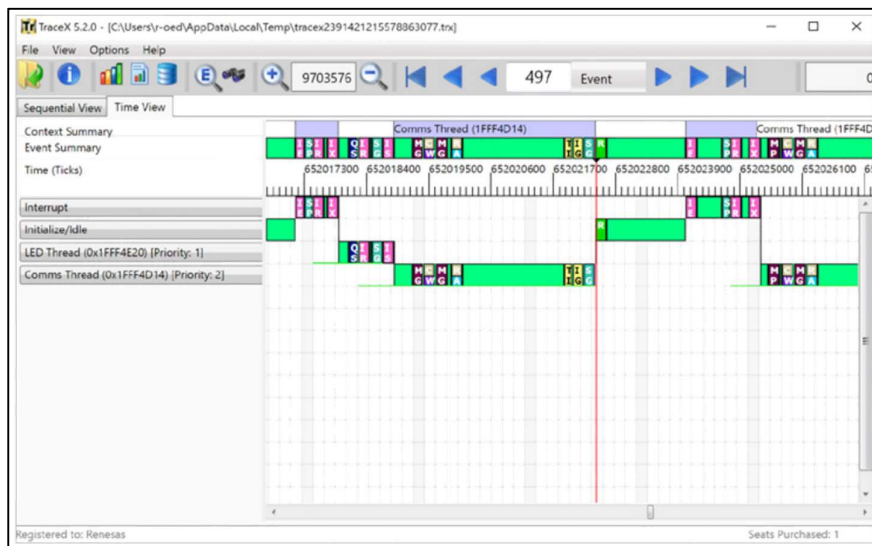 TraceX 5.2.0 - [C:\Users\r-oed\AppData\Local\Temp\tracex2391421215578863077.trx]
File View Options Help
9703576 497 Event 0
Sequential View Time View
Context Summary Comms Thread (1FFF4D14) Comms Thread (1FFF4D
Event Summary
Time (Ticks) 652017300 652018400 652019500 652020600 652021700 652022800 652023900 652025000 652026100
Interrupt
Initialize/Idle
LED Thread (0x1FFF4E20) [Priority: 1]
Comms Thread (0x1FFF4D14) [Priority: 2]
Registered to: Renesas Seats Purchased: 1